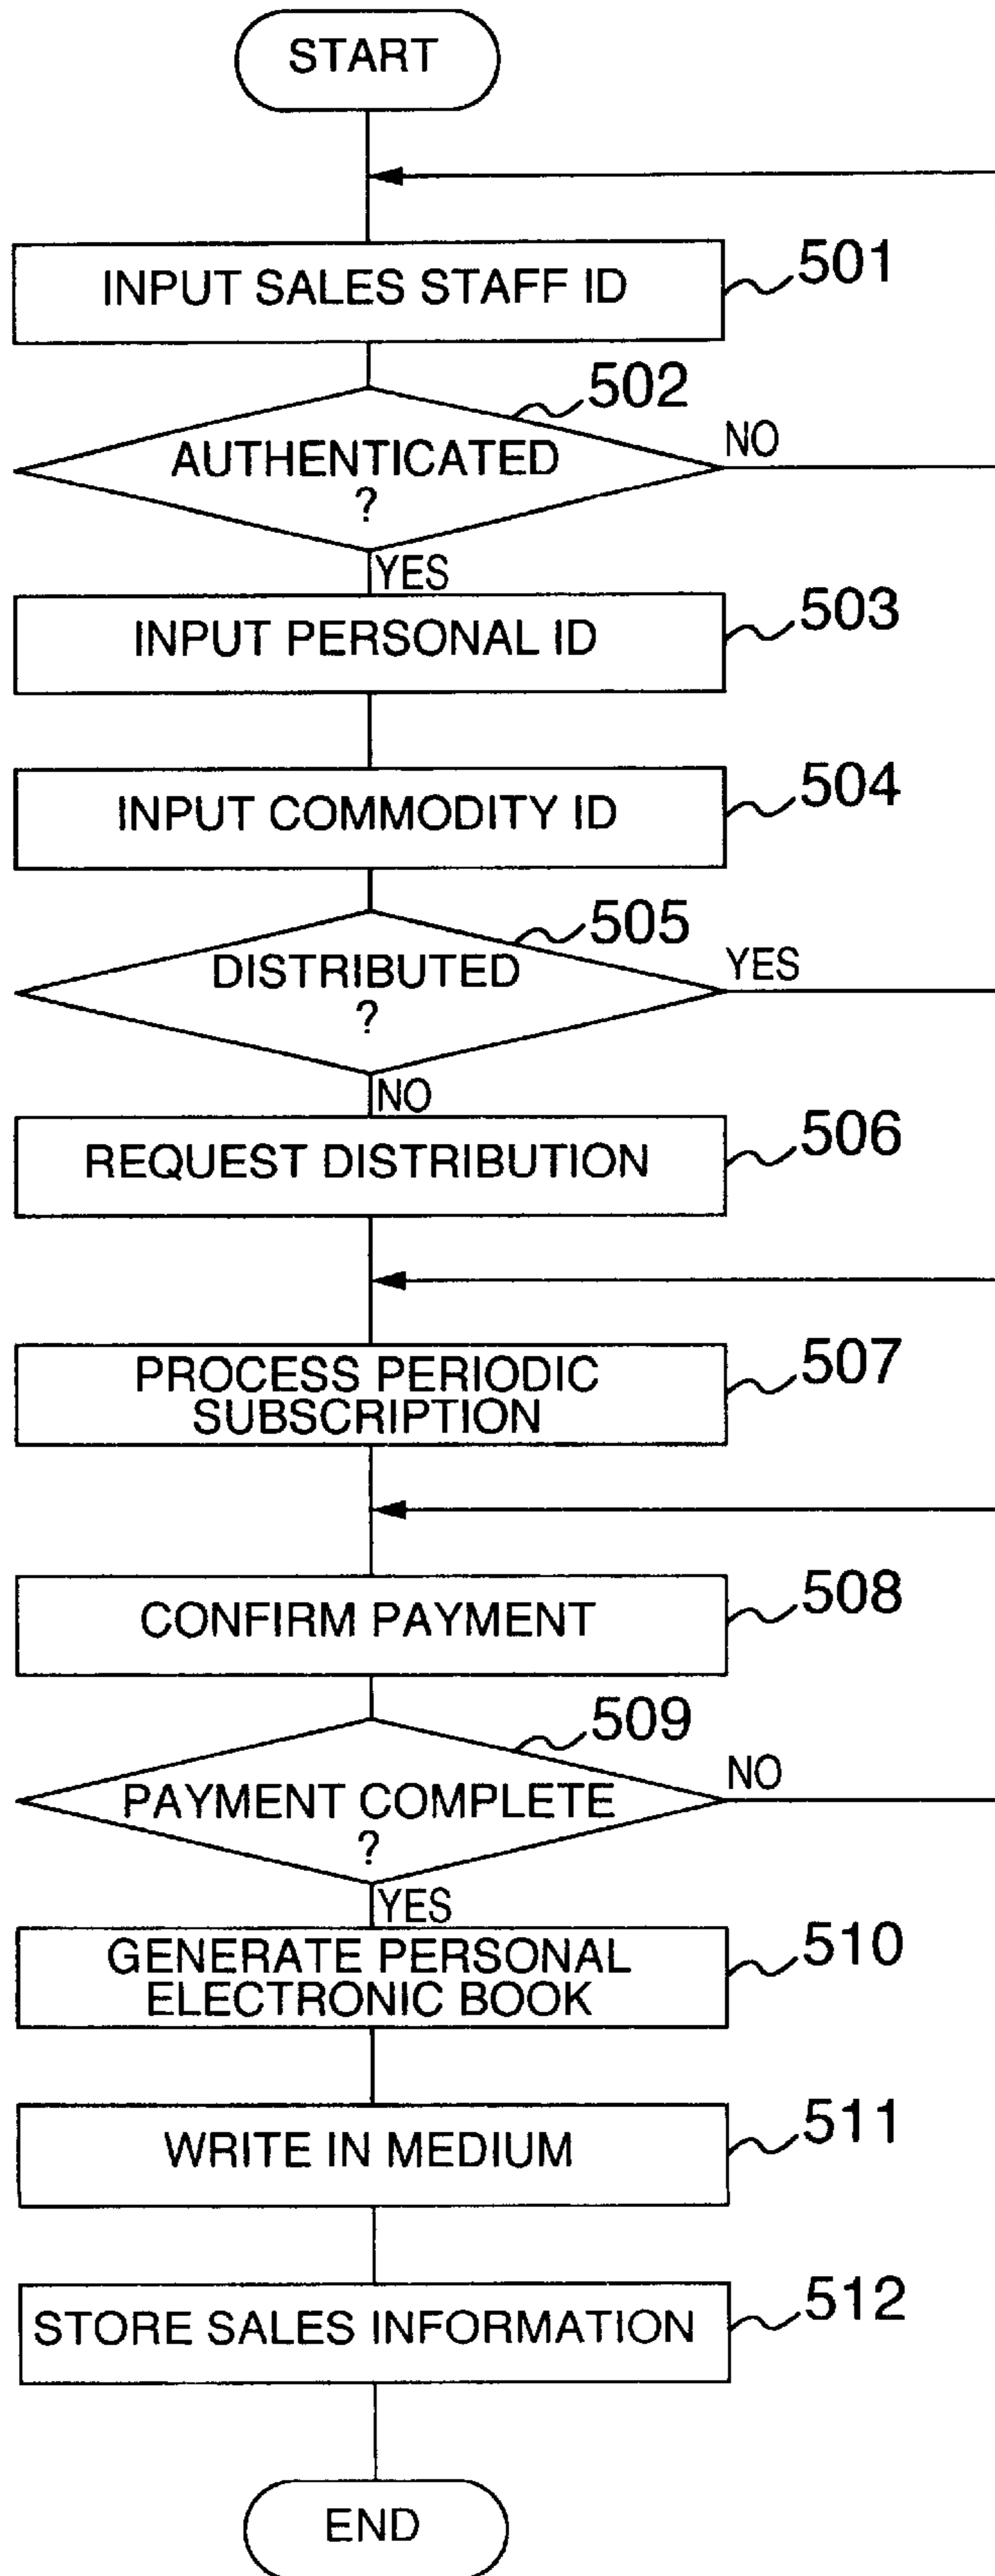 START
INPUT SALES STAFF ID
501
502
AUTHENTICATED
?
NO
YES
INPUT PERSONAL ID
503
INPUT COMMODITY ID
504
505
DISTRIBUTED
?
YES
NO
REQUEST DISTRIBUTION
506
PROCESS PERIODIC
SUBSCRIPTION
507
CONFIRM PAYMENT
508
509
PAYMENT COMPLETE
?
NO
YES
GENERATE PERSONAL
ELECTRONIC BOOK
510
WRITE IN MEDIUM
511
STORE SALES INFORMATION
512
END